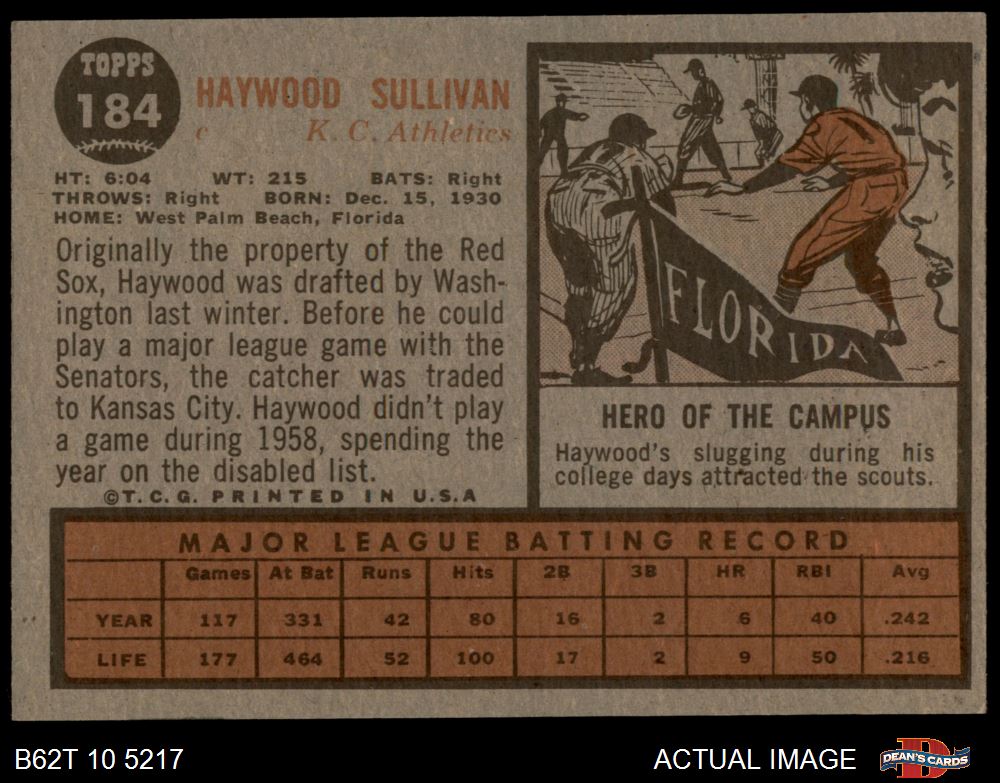 TOPPS
184
HAYWOOD SULLIVAN
c K. C. Athletics
HT: 6:04 WT: 215 BATS: Right
THROWS: Right BORN: Dec. 15, 1930
HOME: West Palm Beach, Florida
Originally the property of the Red
Sox, Haywood was drafted by Wash-
ington last winter. Before he could
play a major league game with the
Senators, the catcher was traded
to Kansas City. Haywood didn't play
a game during 1958, spending the
year on the disabled list.
©T.C.G. PRINTED IN U.S.A
FLORIDA
HERO OF THE CAMPUS
Haywood's slugging during his
college days attracted the scouts.
MAJOR LEAGUE BATTING RECORD
Games At Bat Runs Hits 2B 3B HR RBI Avg
YEAR 117 331 42 80 16 2 6 40 .242
LIFE 177 464 52 100 17 2 9 50 .216
B62T 10 5217
ACTUAL IMAGE
DEAN'S CARDS